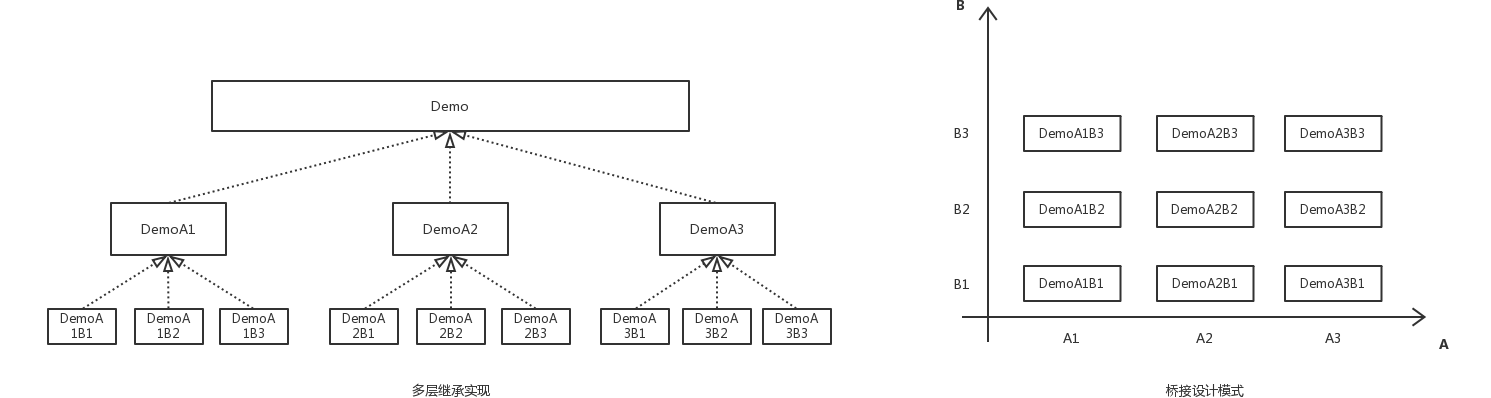 Demo
DemoA1
DemoA2
DemoA3
DemoA
1B1
DemoA
1B2
DemoA
1B3
DemoA
2B1
DemoA
2B2
DemoA
2B3
DemoA
3B1
DemoA
3B2
DemoA
3B3
多层继承实现
B
B3
DemoA1B3
DemoA2B3
DemoA3B3
B2
DemoA1B2
DemoA2B2
DemoA3B2
B1
DemoA1B1
DemoA2B1
DemoA3B1
A1
A2
A3
A
桥接设计模式